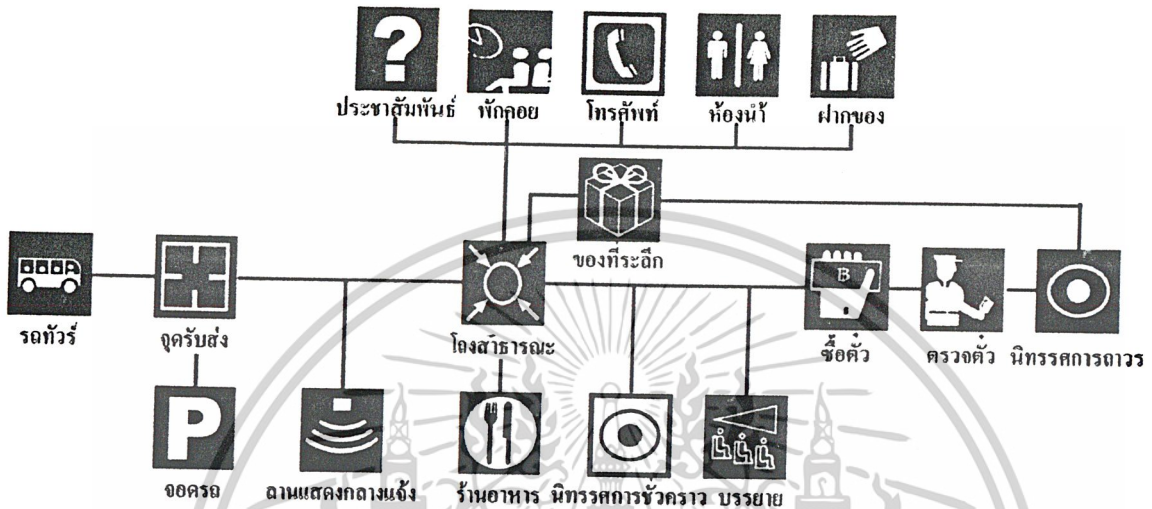 ?
ประชาสัมพันธ์ พักคอย โทรศัพท์ ห้องน้ำ ฝากของ
ของที่ระลึก
B
รถทัวร์ จุดรับส่ง โถงสาธารณะ ซื้อตั๋ว ตรวจตั๋ว นิทรรศการถาวร
P
จอดรถ ลานแสดงกลางแจ้ง ร้านอาหาร นิทรรศการชั่วคราว บรรยาย